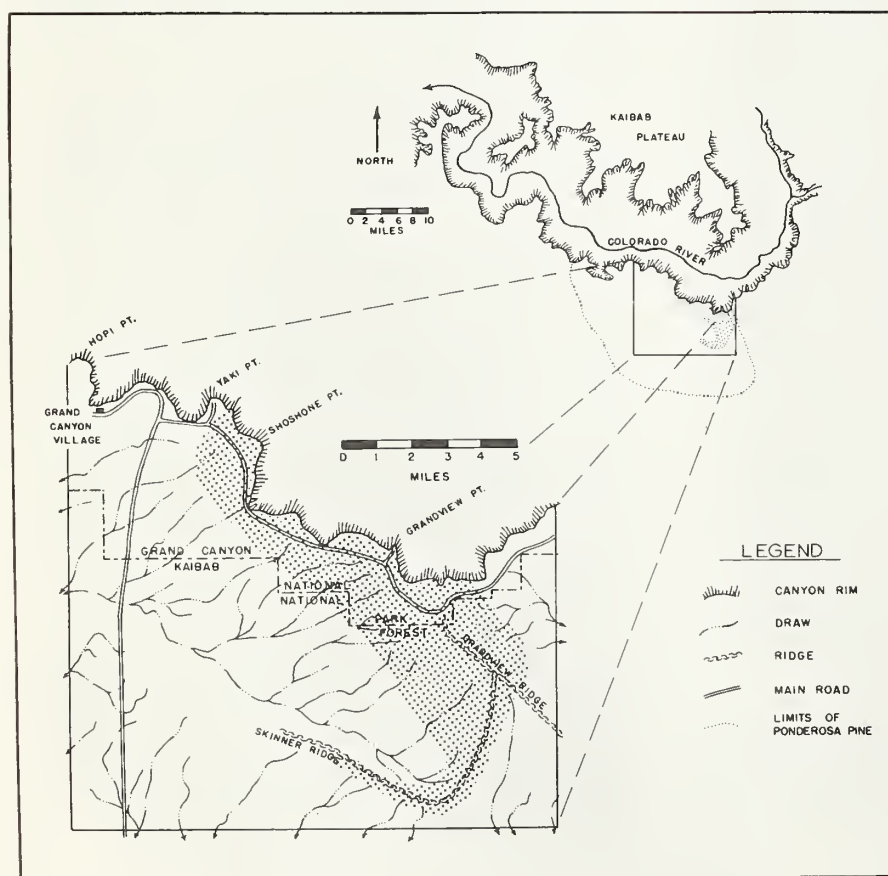 KAIBAB
PLATEAU
NORTH
0 2 4 6 8 10
MILES
COLORADO RIVER
HOPI PT.
YAKI PT.
SHOSHONE PT.
GRAND
CANYON
VILLAGE
0 1 2 3 4 5
MILES
GRANDVIEW PT.
GRAND CANYON
KAIBAB
NATIONAL
NATIONAL
PARK
FOREST
GRANDVIEW RIDGE
SKINNER RIDGE
LEGEND
CANYON RIM
DRAW
RIDGE
MAIN ROAD
LIMITS OF
PONDEROSA PINE